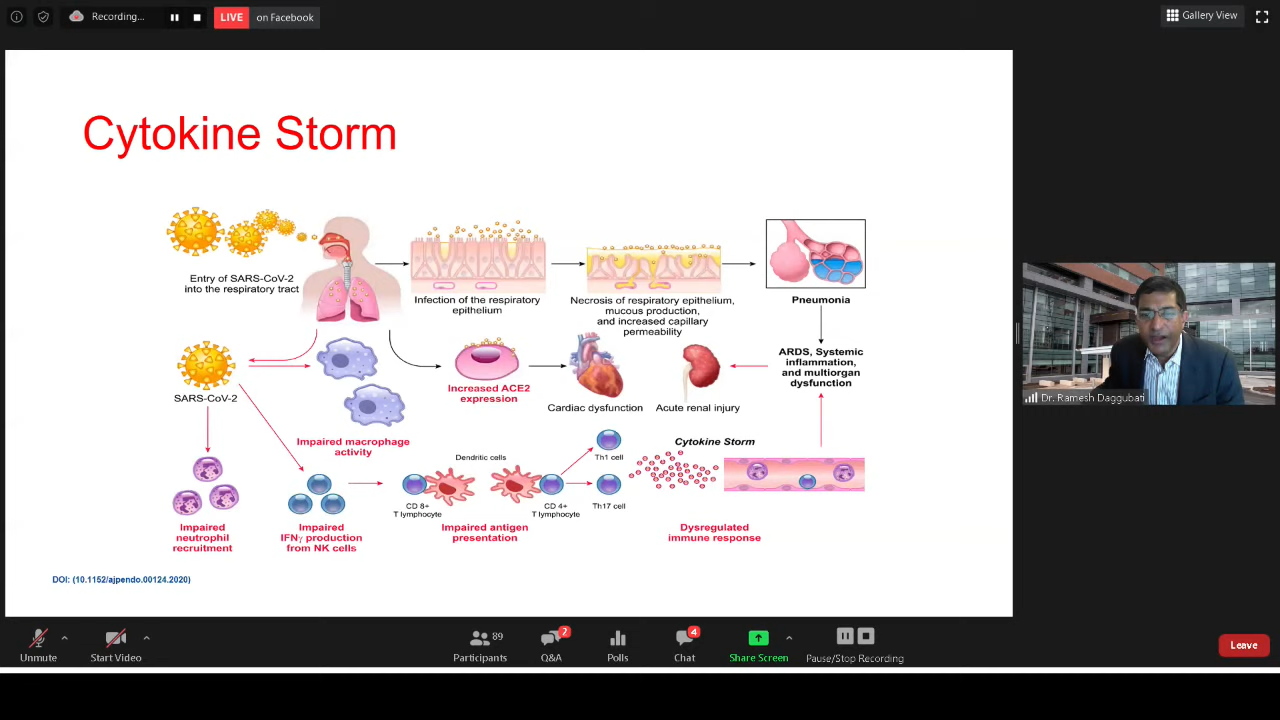 Recording...
LIVE on Facebook
Gallery View
Cytokine Storm
Entry of SARS-CoV-2
into the respiratory tract
Infection of the respiratory
epithelium
Necrosis of respiratory epithelium,
mucous production,
and increased capillary
permeability
Pneumonia
SARS-CoV-2
Impaired macrophage
activity
Increased ACE2
expression
Cardiac dysfunction
Acute renal injury
ARDS, Systemic
inflammation,
and multiorgan
dysfunction
Impaired
neutrophil
recruitment
Impaired
IFNγ production
from NK cells
CD 8+
T lymphocyte
Dendritic cells
CD 4+
T lymphocyte
Impaired antigen
presentation
Th1 cell
Th17 cell
Cytokine Storm
Dysregulated
immune response
DOI: (10.1152/ajpendo.00124.2020)
Dr. Ramesh Daggubati
Unmute
Start Video
89
Participants
2
Q&A
Polls
4
Chat
Share Screen
Pause/Stop Recording
Leave